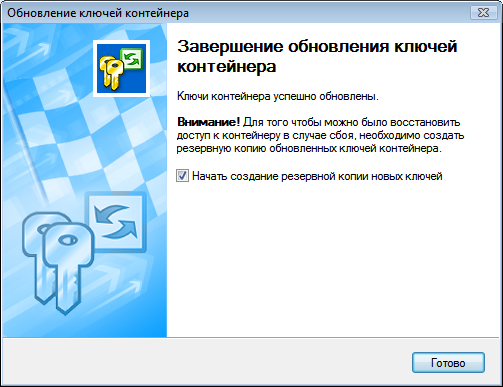 Обновление ключей контейнера
Завершение обновления ключей
контейнера
Ключи контейнера успешно обновлены.
Внимание! Для того чтобы можно было восстановить
доступ к контейнеру в случае сбоя, необходимо создать
резервную копию обновленных ключей контейнера.
Начать создание резервной копии новых ключей
Готово